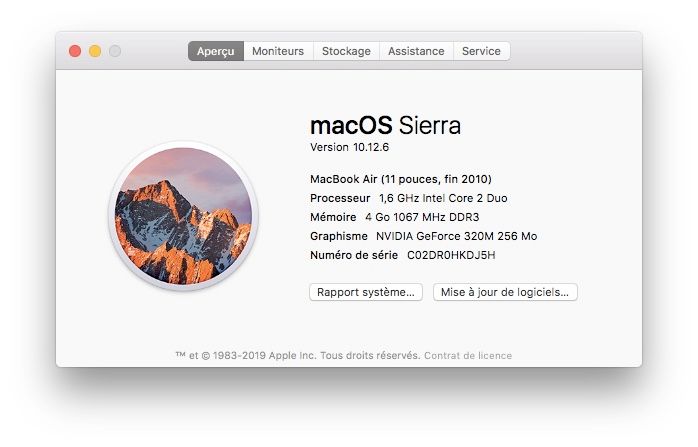 Aperçu Moniteurs Stockage Assistance Service
macOS Sierra
Version 10.12.6
MacBook Air (11 pouces, fin 2010)
Processeur 1,6 GHz Intel Core 2 Duo
Mémoire 4 Go 1067 MHz DDR3
Graphisme NVIDIA GeForce 320M 256 Mo
Numéro de série C02DR0HKDJ5H
Rapport système... Mise à jour de logiciels...
™ et © 1983-2019 Apple Inc. Tous droits réservés. Contrat de licence